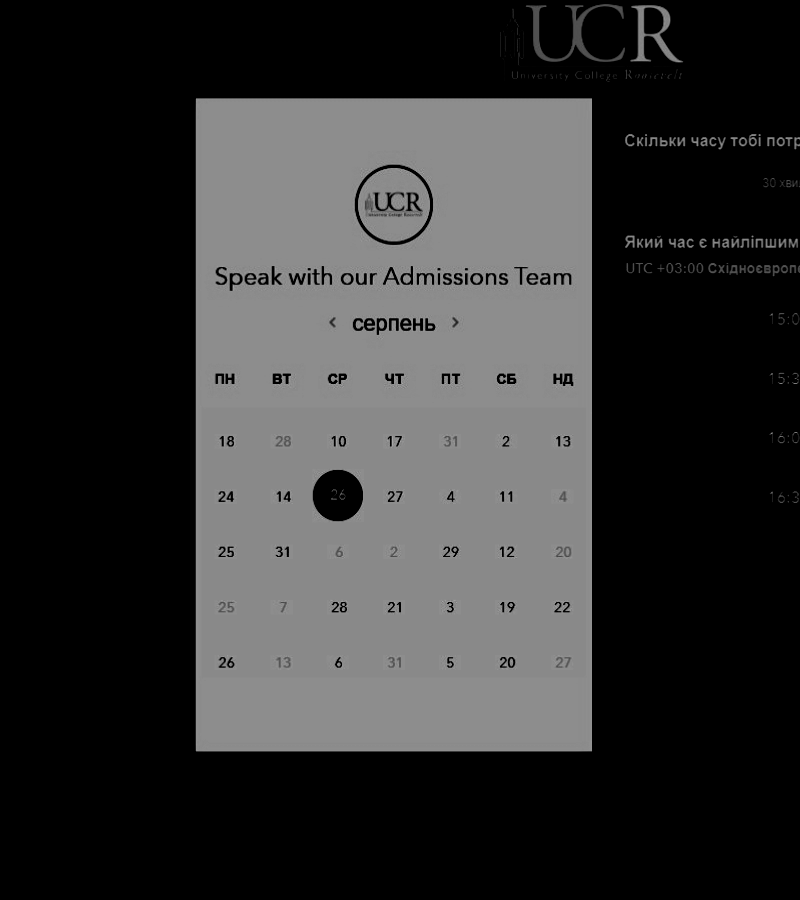 UCR
University College Roosevelt
Скільки часу тобі потр
30 хви
UCR
University College Roosevelt
Який час є найліпшим
UTC +03:00 Східноєвропе
Speak with our Admissions Team
серпень
15:0
ПН ВТ СР ЧТ ПТ СБ НД
15:3
18 28 10 17 31 2 13
16:0
24 14 26 27 4 11 4
16:3
25 31 6 2 29 12 20
25 7 28 21 3 19 22
26 13 6 31 5 20 27